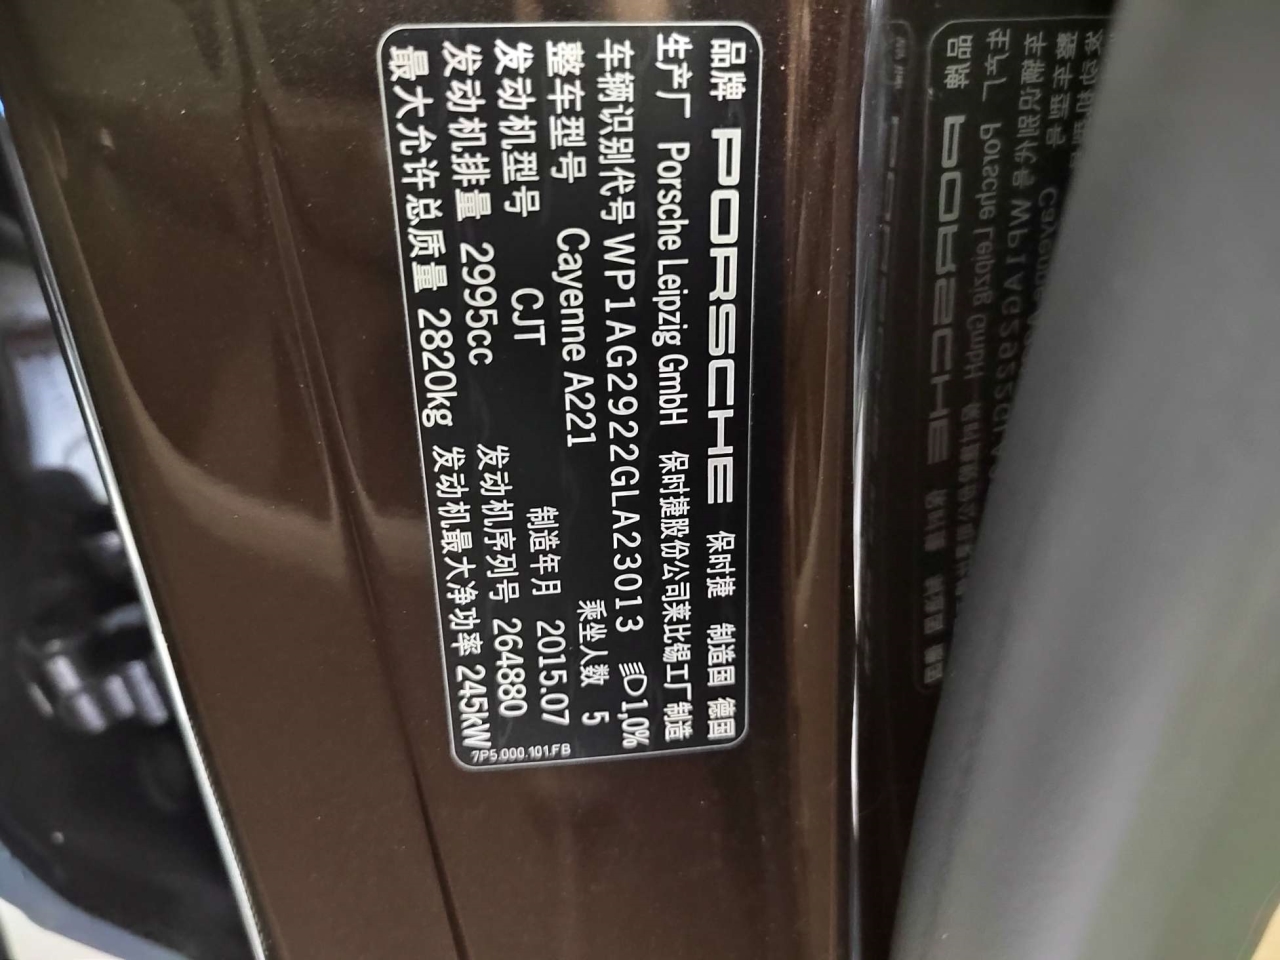 品牌 PORSCHE 保时捷 制造国 德国
生产厂 Porsche Leipzig GmbH 保时捷股份公司莱比锡工厂制造
车辆识别代号 WP1AG2922GLA23013 1,0%
整车型号 Cayenne A221 乘坐人数 5
发动机型号 CJT 制造年月 2015.07
发动机排量 2995cc 发动机序列号 264880
最大允许总质量 2820kg 发动机最大净功率 245kW
7P5.000.101.FB